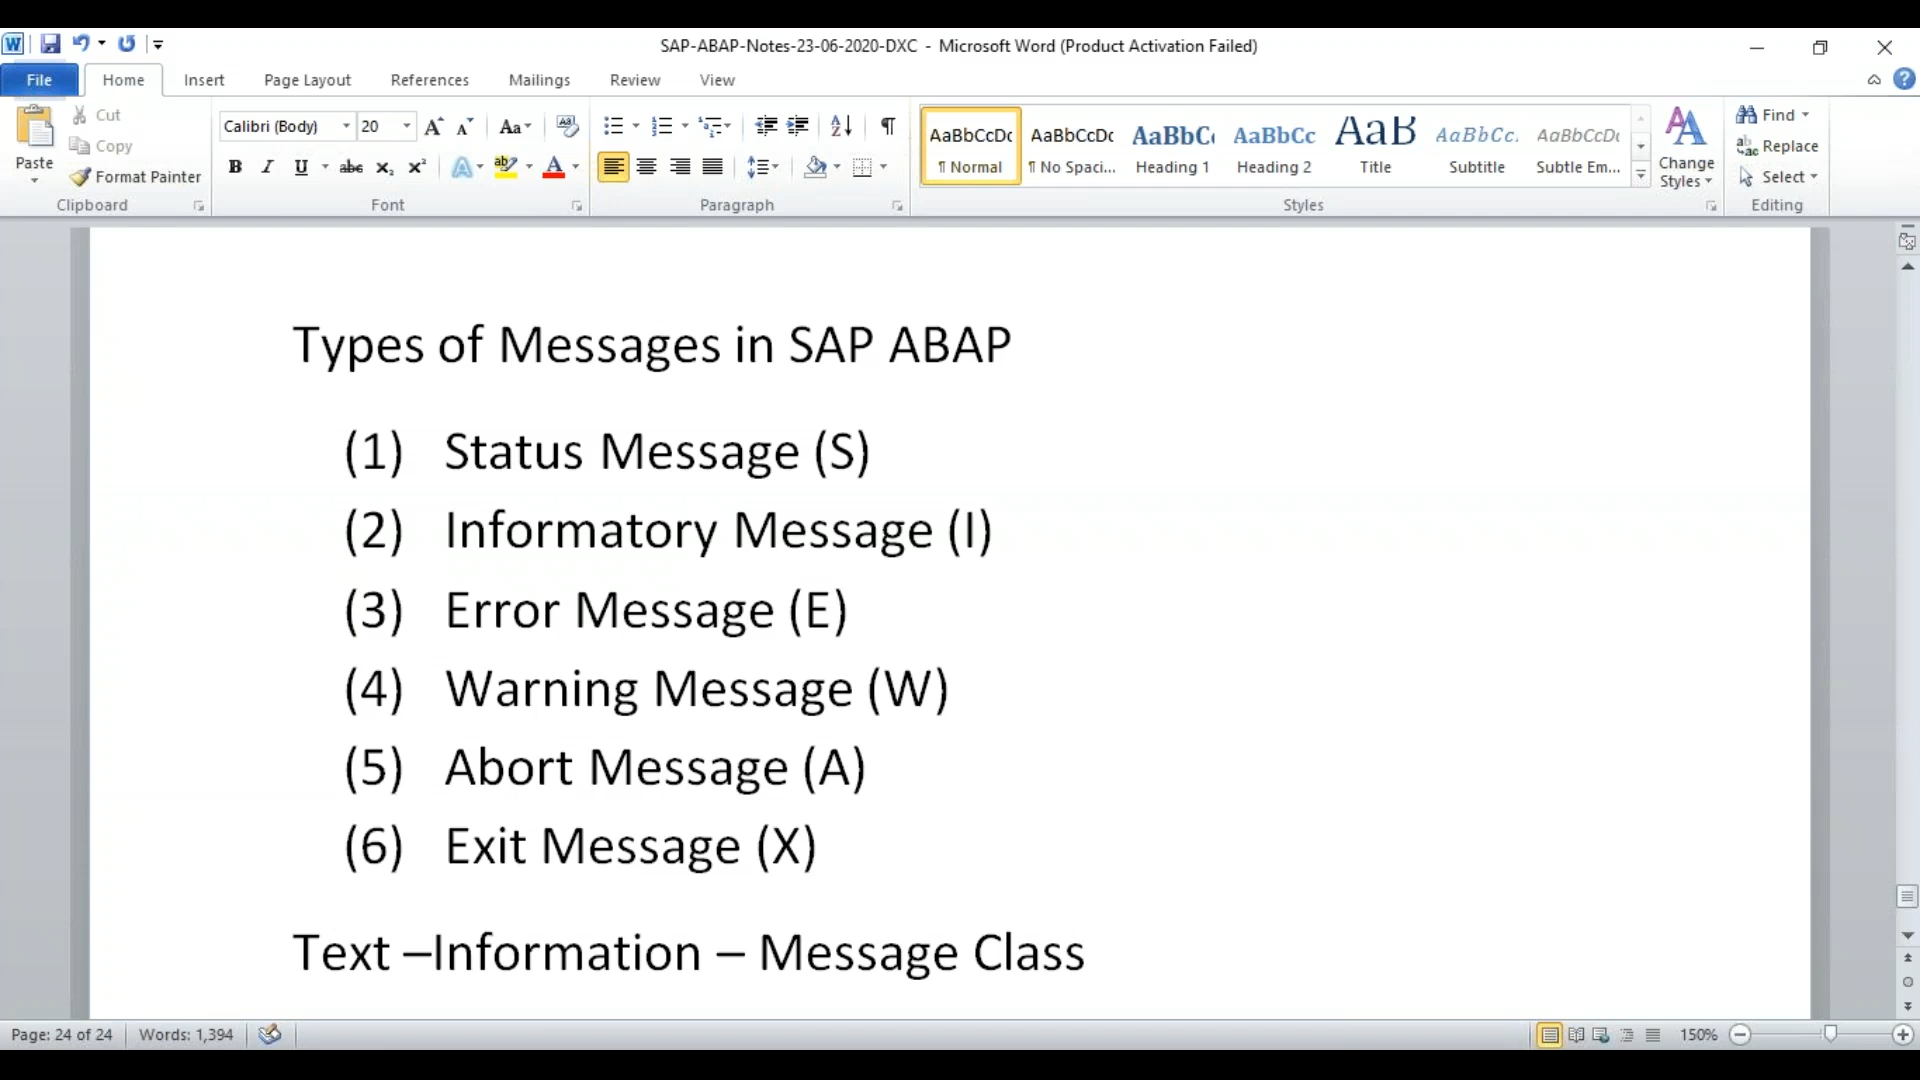 SAP-ABAP-Notes-23-06-2020-DXC - Microsoft Word (Product Activation Failed)
File Home Insert Page Layout References Mailings Review View
Paste
Cut
Copy
Format Painter
Clipboard
Calibri (Body) 20
Font
Paragraph
AaBbCcDc AaBbCcDc AaBbC AaBbCc AaB AaBbCc. AaBbCcDc
¶ Normal ¶ No Spaci... Heading 1 Heading 2 Title Subtitle Subtle Em...
Change Styles
Styles
Find
Replace
Select
Editing
Types of Messages in SAP ABAP
(1) Status Message (S)
(2) Informatory Message (I)
(3) Error Message (E)
(4) Warning Message (W)
(5) Abort Message (A)
(6) Exit Message (X)
Text –Information – Message Class
Page: 24 of 24 Words: 1,394 150%